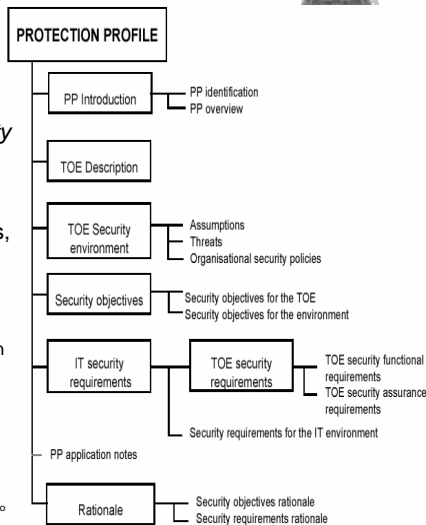 PROTECTION PROFILE
PP Introduction
PP identification
PP overview
y
TOE Description
s,
TOE Security
environment
Assumptions
Threats
Organisational security policies
Security objectives
Security objectives for the TOE
Security objectives for the environment
IT security
requirements
TOE security
requirements
TOE security functional
requirements
TOE security assurance
requirements
Security requirements for the IT environment
PP application notes
Rationale
Security objectives rationale
Security requirements rationale